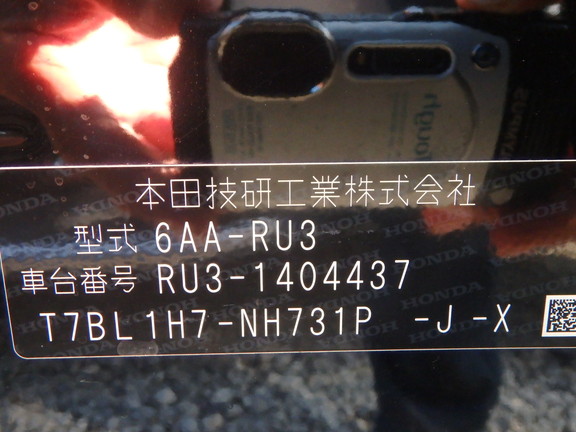 本田技研工業株式会社
型式 6AA-RU3
車台番号 RU3-1404437
T7BL1H7-NH731P -J-X